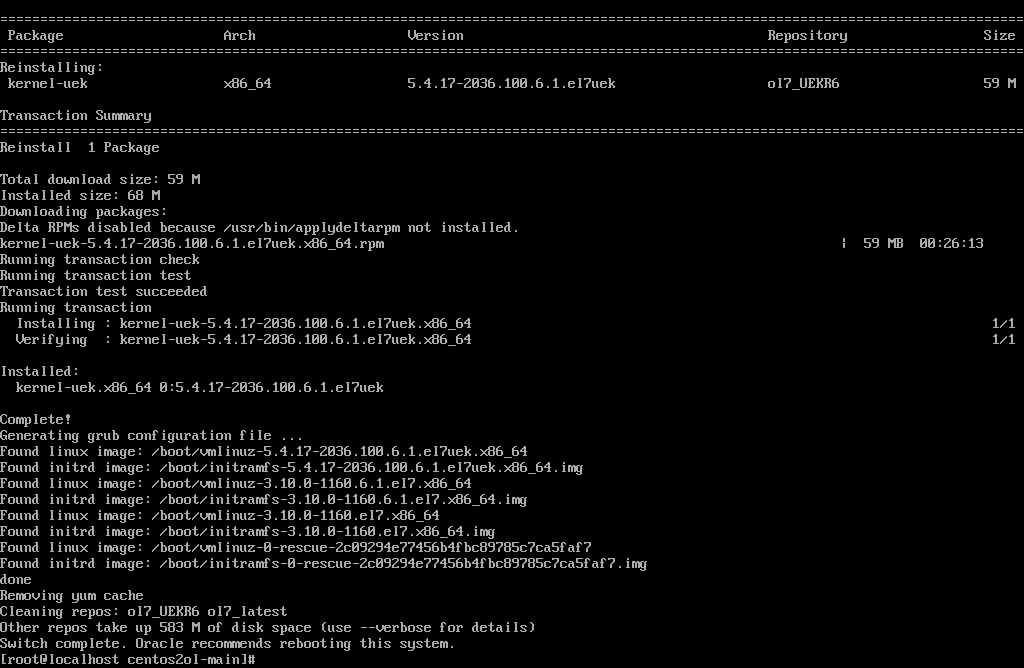 ================================================================================================================================
 Package                    Arch                   Version                                      Repository                 Size
================================================================================================================================
Reinstalling:
 kernel-uek                 x86_64                 5.4.17-2036.100.6.1.el7uek                   ol7_UEKR6                  59 M

Transaction Summary
================================================================================================================================
Reinstall  1 Package

Total download size: 59 M
Installed size: 68 M
Downloading packages:
Delta RPMs disabled because /usr/bin/applydeltarpm not installed.
kernel-uek-5.4.17-2036.100.6.1.el7uek.x86_64.rpm                                                         |  59 MB  00:26:13
Running transaction check
Running transaction test
Transaction test succeeded
Running transaction
  Installing : kernel-uek-5.4.17-2036.100.6.1.el7uek.x86_64                                                                 1/1
  Verifying  : kernel-uek-5.4.17-2036.100.6.1.el7uek.x86_64                                                                 1/1

Installed:
  kernel-uek.x86_64 0:5.4.17-2036.100.6.1.el7uek

Complete!
Generating grub configuration file ...
Found linux image: /boot/vmlinuz-5.4.17-2036.100.6.1.el7uek.x86_64
Found initrd image: /boot/initramfs-5.4.17-2036.100.6.1.el7uek.x86_64.img
Found linux image: /boot/vmlinuz-3.10.0-1160.6.1.el7.x86_64
Found initrd image: /boot/initramfs-3.10.0-1160.6.1.el7.x86_64.img
Found linux image: /boot/vmlinuz-3.10.0-1160.el7.x86_64
Found initrd image: /boot/initramfs-3.10.0-1160.el7.x86_64.img
Found linux image: /boot/vmlinuz-0-rescue-2c09294e77456b4fbc89785c7ca5faf7
Found initrd image: /boot/initramfs-0-rescue-2c09294e77456b4fbc89785c7ca5faf7.img
done
Removing yum cache
Cleaning repos: ol7_UEKR6 ol7_latest
Other repos take up 583 M of disk space (use --verbose for details)
Switch complete. Oracle recommends rebooting this system.
[root@localhost centos2ol-main]#